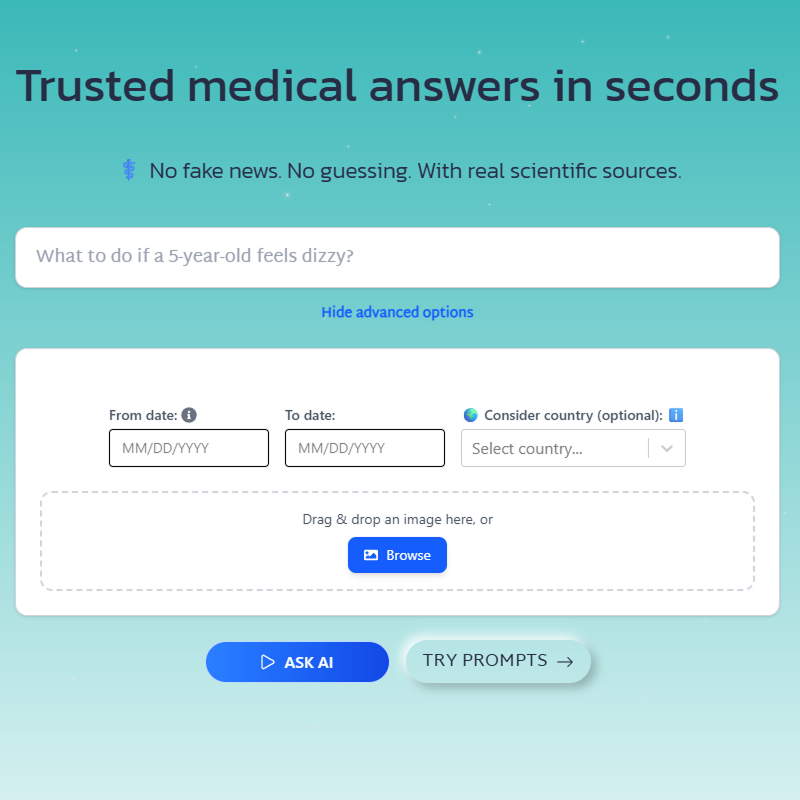 Trusted medical answers in seconds
No fake news. No guessing. With real scientific sources.
What to do if a 5-year-old feels dizzy?
Hide advanced options
From date: To date: Consider country (optional):
MM/DD/YYYY MM/DD/YYYY Select country...
Drag & drop an image here, or
Browse
ASK AI TRY PROMPTS →